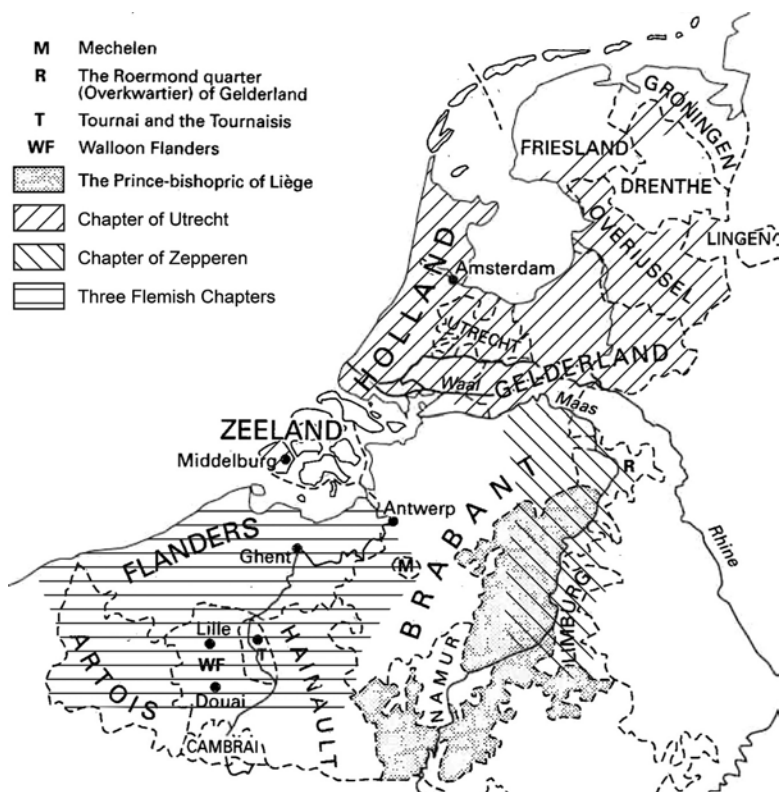 M Mechelen
R The Roermond quarter
(Overkwartier) of Gelderland
T Tournai and the Tournaisis
WF Walloon Flanders
The Prince-bishopric of Liège
Chapter of Utrecht
Chapter of Zepperen
Three Flemish Chapters
GRONINGEN
FRIESLAND
DRENTHE
OVERIJSSEL
LINGEN
HOLLAND
Amsterdam
UTRECHT
GELDERLAND
Waal
Maas
ZEELAND
Middelburg
R
Antwerp
BRABANT
Rhine
FLANDERS
Ghent
M
LIMBURG
Lille
T
HAINAULT
WF
ARTOIS
NAMUR
Douai
CAMBRAI